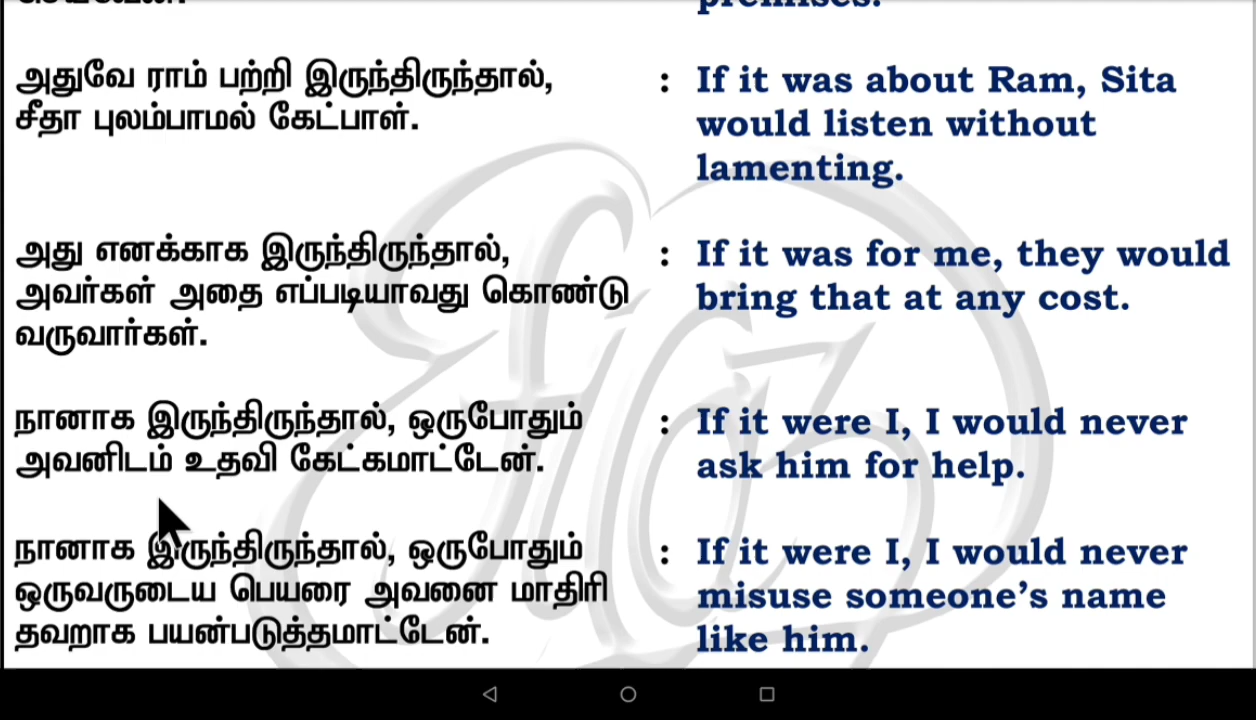 premises.
அதுவே ராம் பற்றி இருந்திருந்தால்,
சீதா புலம்பாமல் கேட்பாள்.
: If it was about Ram, Sita
would listen without
lamenting.
அது எனக்காக இருந்திருந்தால்,
அவர்கள் அதை எப்படியாவது கொண்டு
வருவார்கள்.
: If it was for me, they would
bring that at any cost.
நானாக இருந்திருந்தால், ஒருபோதும்
அவனிடம் உதவி கேட்கமாட்டேன்.
: If it were I, I would never
ask him for help.
நானாக இருந்திருந்தால், ஒருபோதும்
ஒருவருடைய பெயரை அவனை மாதிரி
தவறாக பயன்படுத்தமாட்டேன்.
: If it were I, I would never
misuse someone’s name
like him.